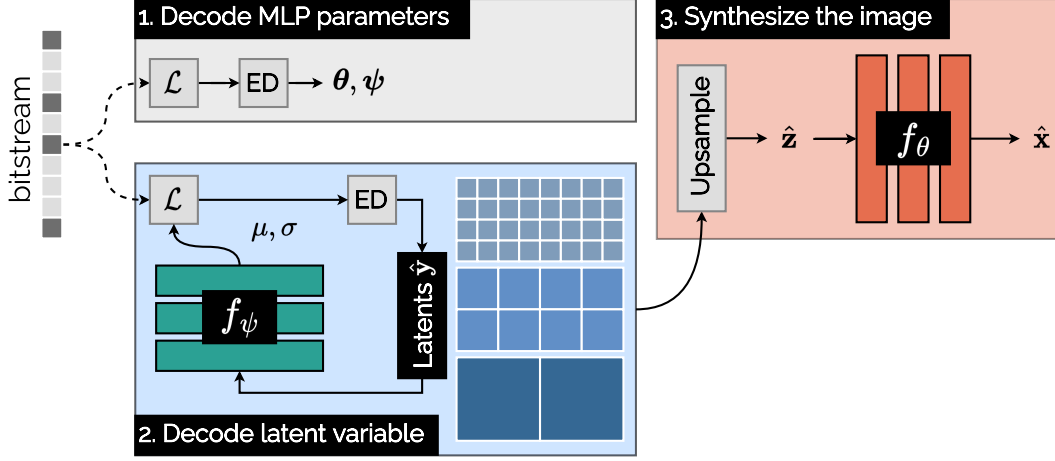 1. Decode MLP parameters
3. Synthesize the image
bitstream
ℒ
ED
θ, ψ
Upsample
ẑ
f_θ
x̂
ℒ
ED
μ, σ
f_ψ
Latents ŷ
2. Decode latent variable